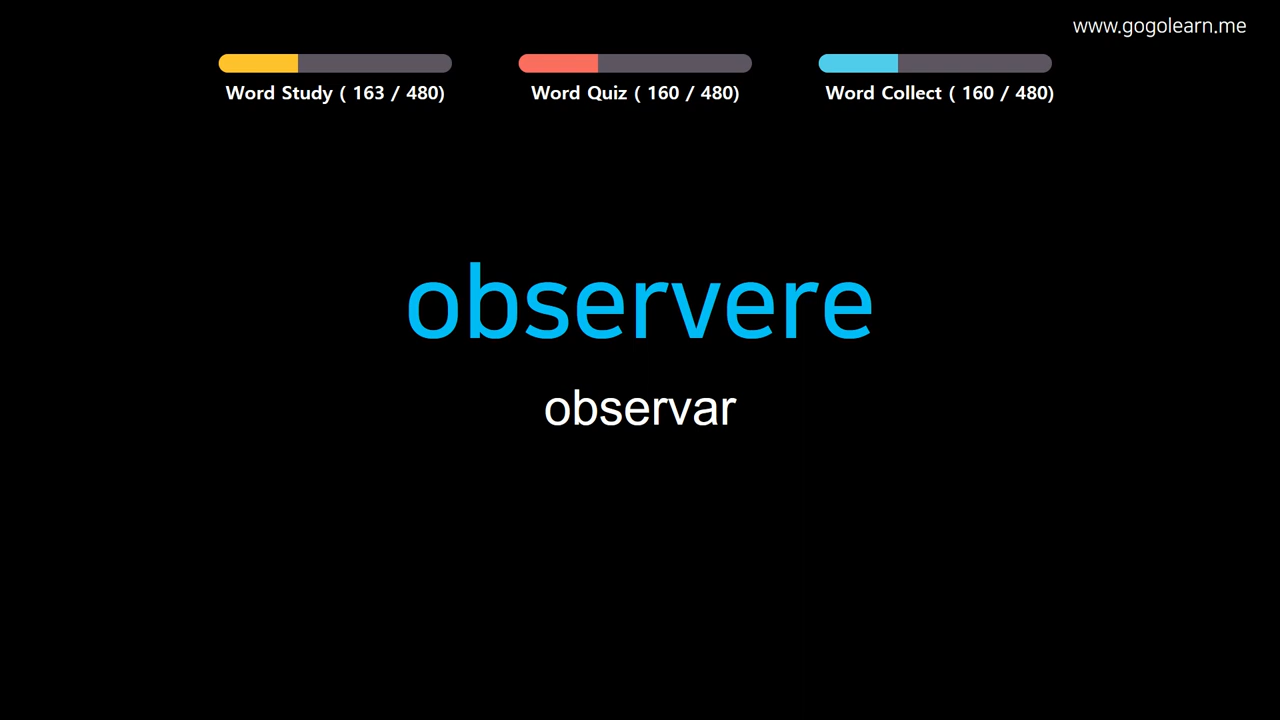 www.gogolearn.me
Word Study ( 163 / 480)
Word Quiz ( 160 / 480)
Word Collect ( 160 / 480)
observere
observar